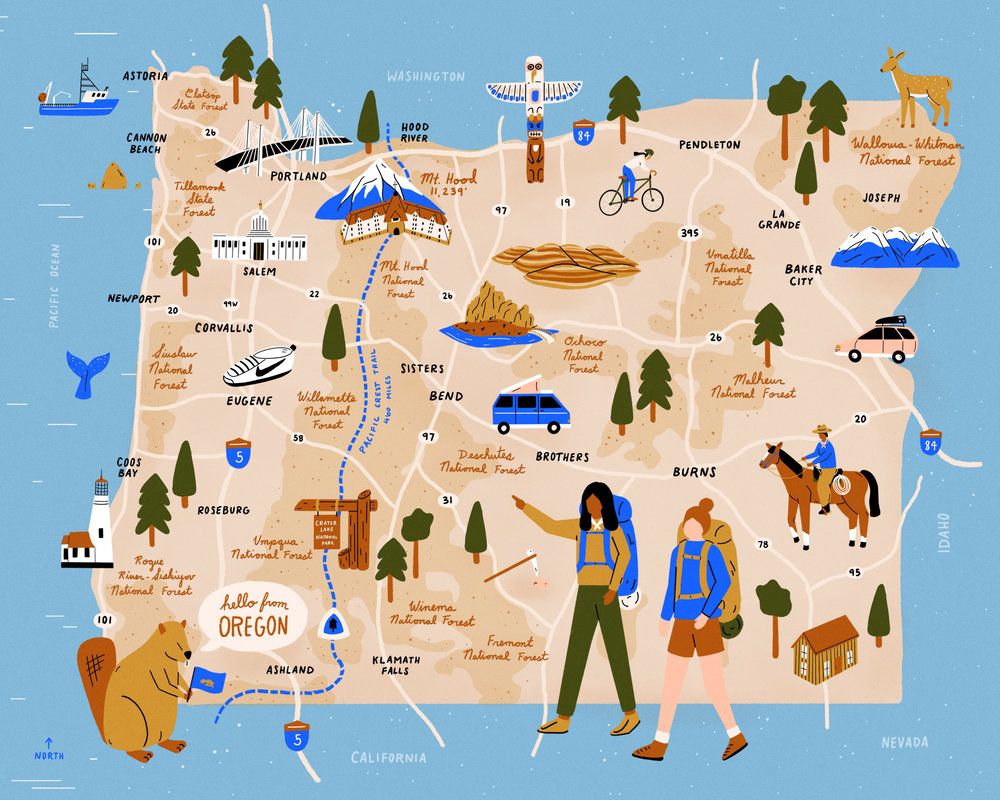 ASTORIA
WASHINGTON
Clatsop
State Forest
26
CANNON
BEACH
HOOD
RIVER
84
PENDLETON
Wallowa-Whitman
National Forest
PORTLAND
Mt. Hood
11,239'
Tillamook
State
Forest
97
19
JOSEPH
LA
GRANDE
101
395
SALEM
Mt. Hood
National
Forest
Umatilla
National
Forest
BAKER
CITY
PACIFIC OCEAN
NEWPORT
20
99W
22
26
CORVALLIS
26
Siuslaw
National
Forest
Ochoco
National
Forest
SISTERS
Malheur
National Forest
EUGENE
Willamette
National
Forest
PACIFIC CREST TRAIL
460 MILES
BEND
20
5
58
97
84
COOS
BAY
Deschutes
National Forest
BROTHERS
BURNS
ROSEBURG
31
CRATER
LAKE
NATIONAL
PARK
Umpqua
National Forest
IDAHO
78
Rogue
River-Siskiyou
National Forest
95
hello from
OREGON
101
Winema
National Forest
Fremont
National Forest
ASHLAND
KLAMATH
FALLS
5
NORTH
CALIFORNIA
NEVADA